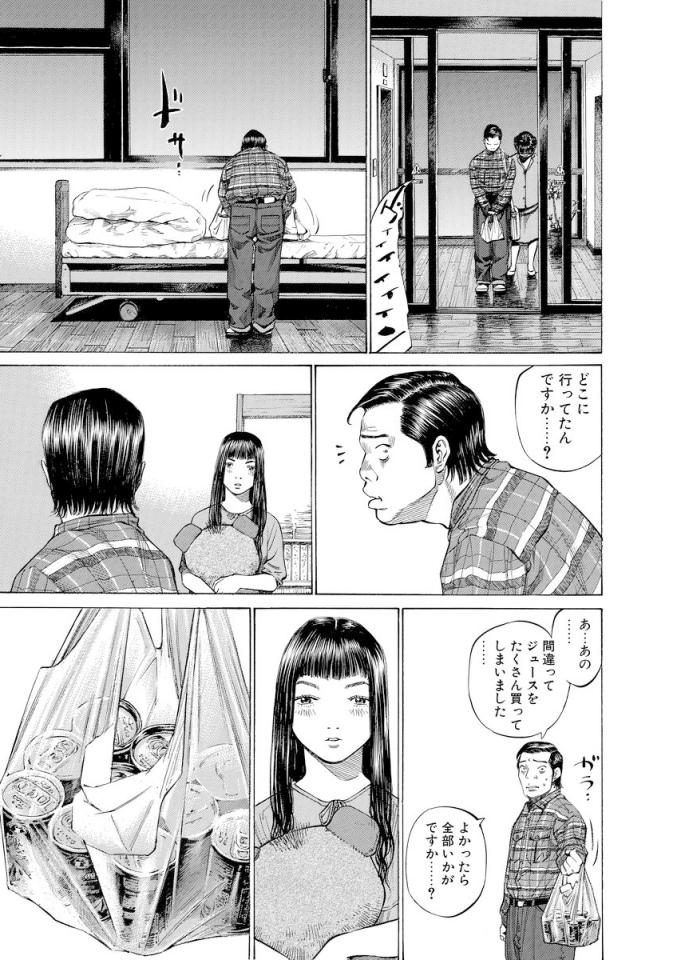 ヴィイイイイーン
ドサ…
どこに
行ってたん
ですか……?
あ…あの
……
間違って
ジュースを
たくさん買って
しまいました
……
ガラ…
よかったら
全部いかが
ですか……?